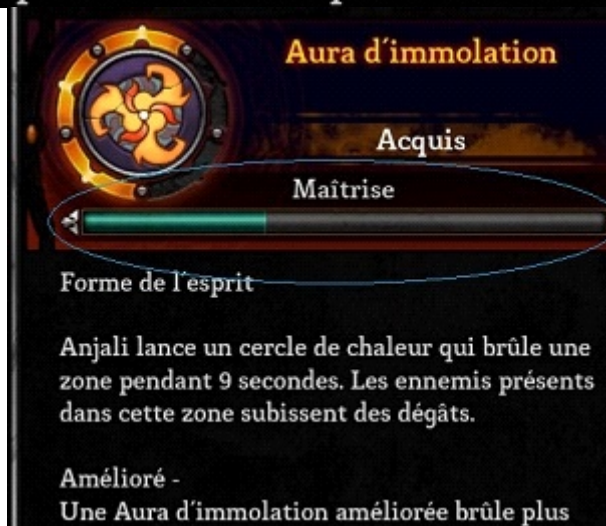 Aura d´immolation
Acquis
Maîtrise
Forme de l´esprit
Anjali lance un cercle de chaleur qui brûle une
zone pendant 9 secondes. Les ennemis présents
dans cette zone subissent des dégâts.
Amélioré -
Une Aura d´immolation améliorée brûle plus